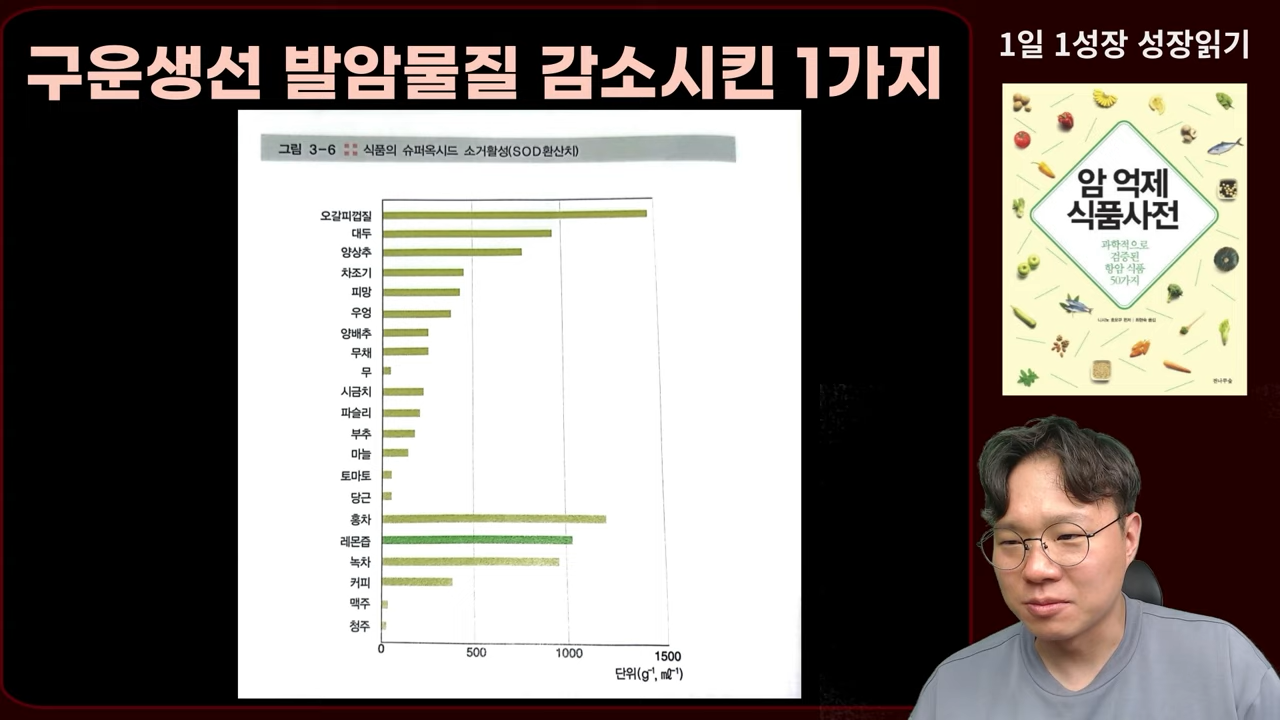 구운생선 발암물질 감소시킨 1가지
1일 1성장 성장읽기
그림 3-6 식품의 슈퍼옥시드 소거활성(SOD환산치)
오갈피껍질
대두
양상추
차조기
피망
우엉
양배추
무채
무
시금치
파슬리
부추
마늘
토마토
당근
홍차
레몬즙
녹차
커피
맥주
청주
0 500 1000 1500
단위(g⁻¹, ㎖⁻¹)
암 억제
식품사전
과학적으로
검증된
항암 식품
50가지
전나무숲